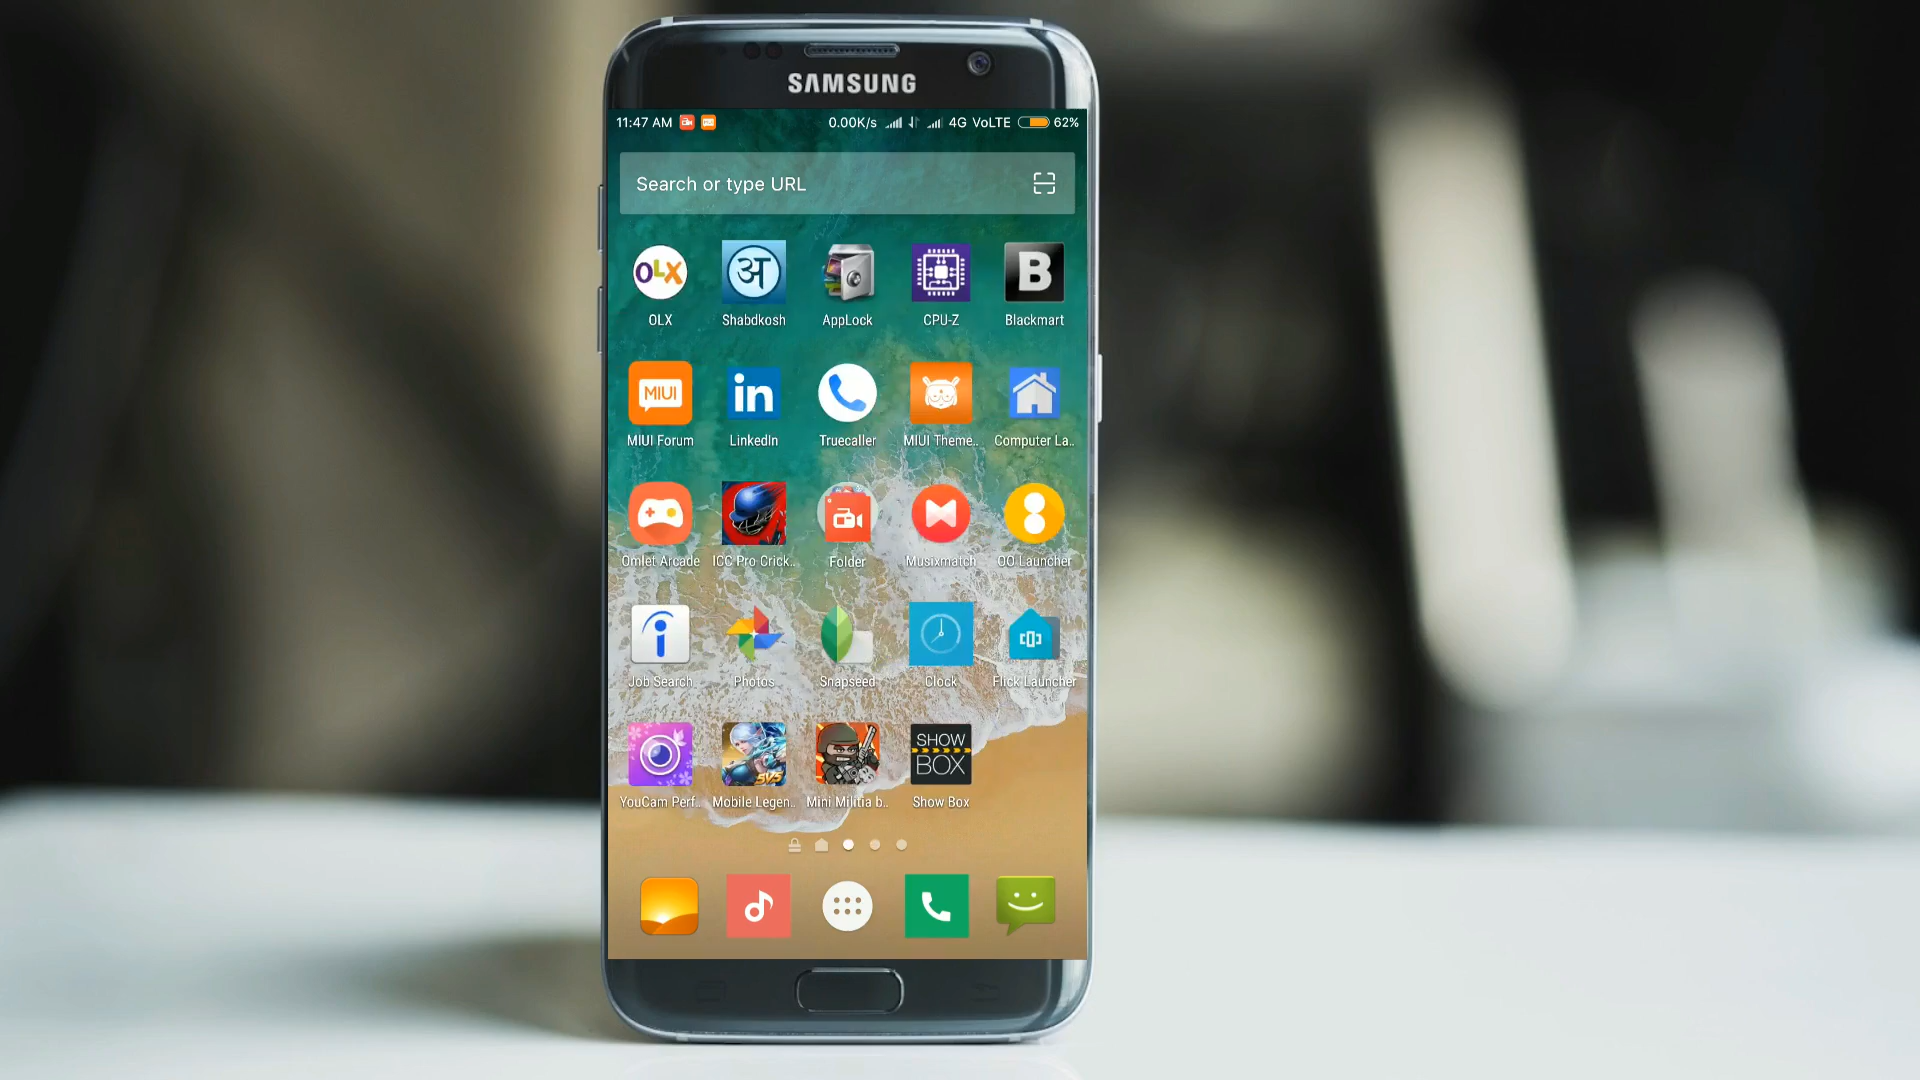 SAMSUNG
11:47 AM 0.00K/s 4G VoLTE 62%
Search or type URL
OLX
अ
B
OLX Shabdkosh AppLock CPU-Z Blackmart
MIUI
in
MIUI Forum LinkedIn Truecaller MIUI Theme.. Computer La..
Omlet Arcade ICC Pro Crick.. Folder Musixmatch OO Launcher
i
Job Search Photos Snapseed Clock Flick Launcher
5V5
SHOW
BOX
YouCam Perf.. Mobile Legen.. Mini Militia b.. Show Box